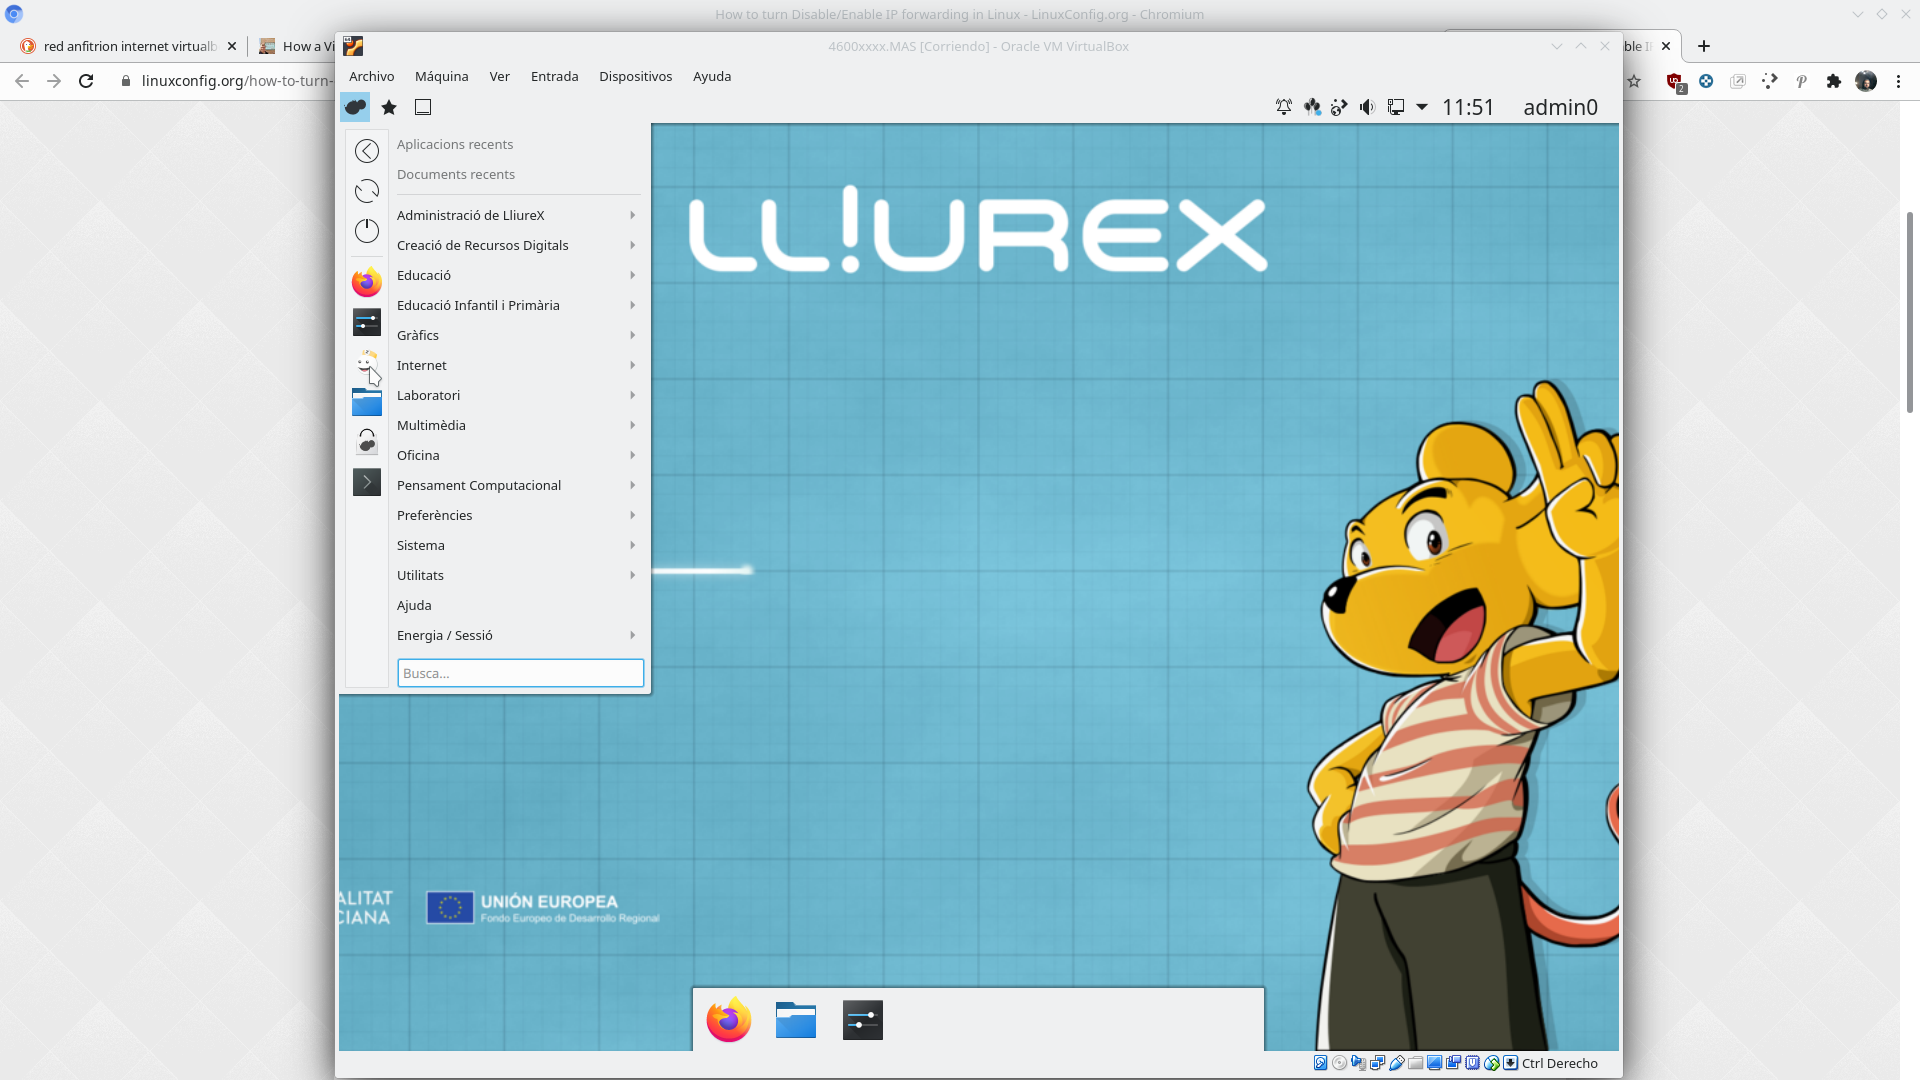 How to turn Disable/Enable IP forwarding in Linux - LinuxConfig.org - Chromium
red anfitrion internet virtualb
How a Vi
ble I
linuxconfig.org/how-to-turn-
2
4600xxxx.MAS [Corriendo] - Oracle VM VirtualBox
Archivo Máquina Ver Entrada Dispositivos Ayuda
11:51 admin0
Aplicacions recents
Documents recents
Administració de LliureX
Creació de Recursos Digitals
Educació
Educació Infantil i Primària
Gràfics
Internet
Laboratori
Multimèdia
Oficina
Pensament Computacional
Preferències
Sistema
Utilitats
Ajuda
Energia / Sessió
Busca...
LL!UREX
ALITAT
CIANA
UNIÓN EUROPEA
Fondo Europeo de Desarrollo Regional
Ctrl Derecho